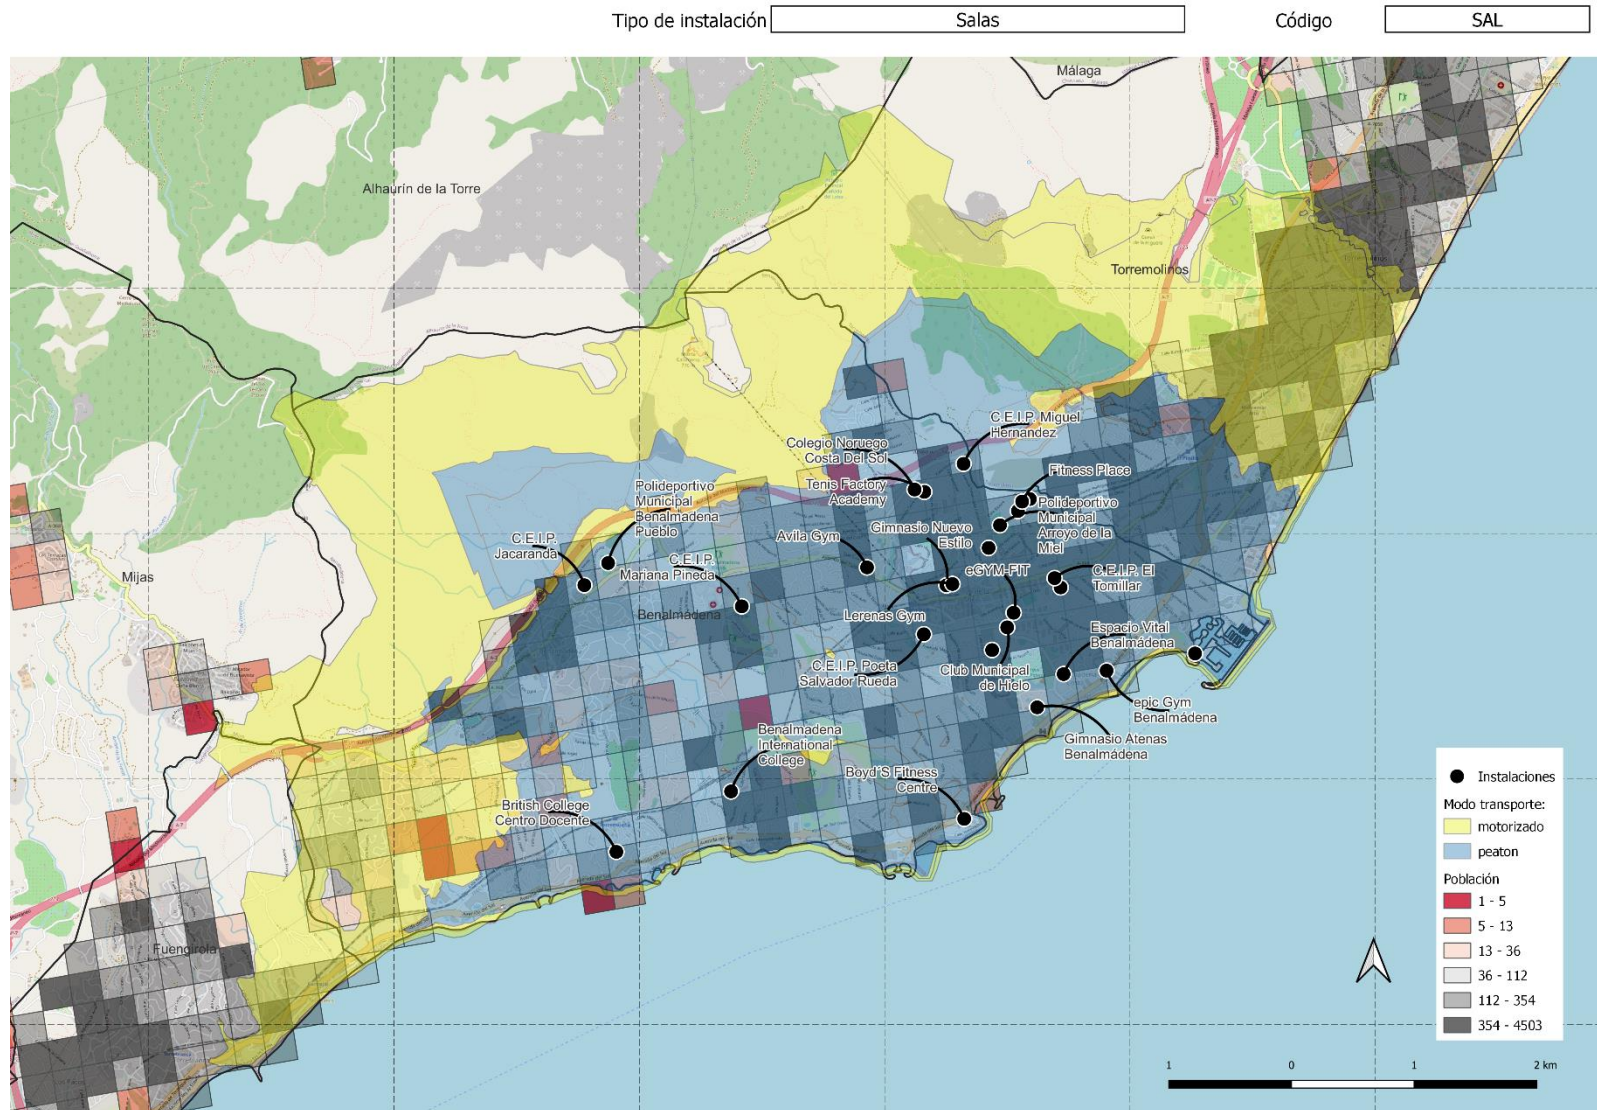 Tipo de instalación
Salas
Código
SAL
Málaga
Alhaurín de la Torre
Torremolinos
C.E.I.P. Miguel
Hernandez
Colegio Noruego
Costa Del Sol
Fitness Place
Tenis Factory
Academy
Polideportivo
Municipal
Benalmadena
Pueblo
Polideportivo
Municipal
Arroyo de la
Miel
Gimnasio Nuevo
Estilo
Avila Gym
C.E.I.P.
Jacaranda
C.E.I.P.
Mariana Pineda
eGYM-FIT
C.E.I.P. El
Tomillar
Mijas
Benalmádena
Lerenas Gym
Espacio Vital
Benalmádena
C.E.I.P. Poeta
Salvador Rueda
Club Municipal
de Hielo
epic Gym
Benalmádena
Gimnasio Atenas
Benalmádena
Benalmadena
International
College
Boyd´S Fitness
Centre
British College
Centro Docente
Fuengirola
Instalaciones
Modo transporte:
motorizado
peaton
Población
1 - 5
5 - 13
13 - 36
36 - 112
112 - 354
354 - 4503
1 0 1 2 km